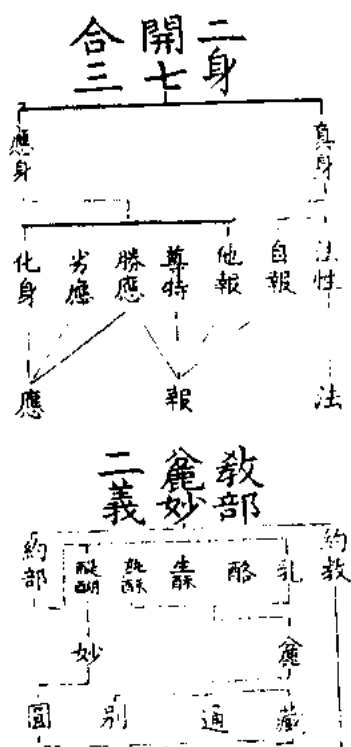 二身
開七
合三
真身
應身
法性
自報
他報
尊特
勝應
劣應
化身
法
報
應
教部
麁妙
二義
約教
乳
酪
生酥
熟酥
醍醐
約部
麁
妙
藏
通
別
圓